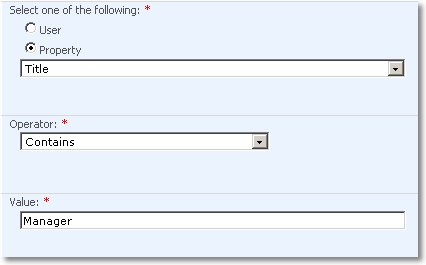 Select one of the following: *
User
Property
Title
Operator: *
Contains
Value: *
Manager